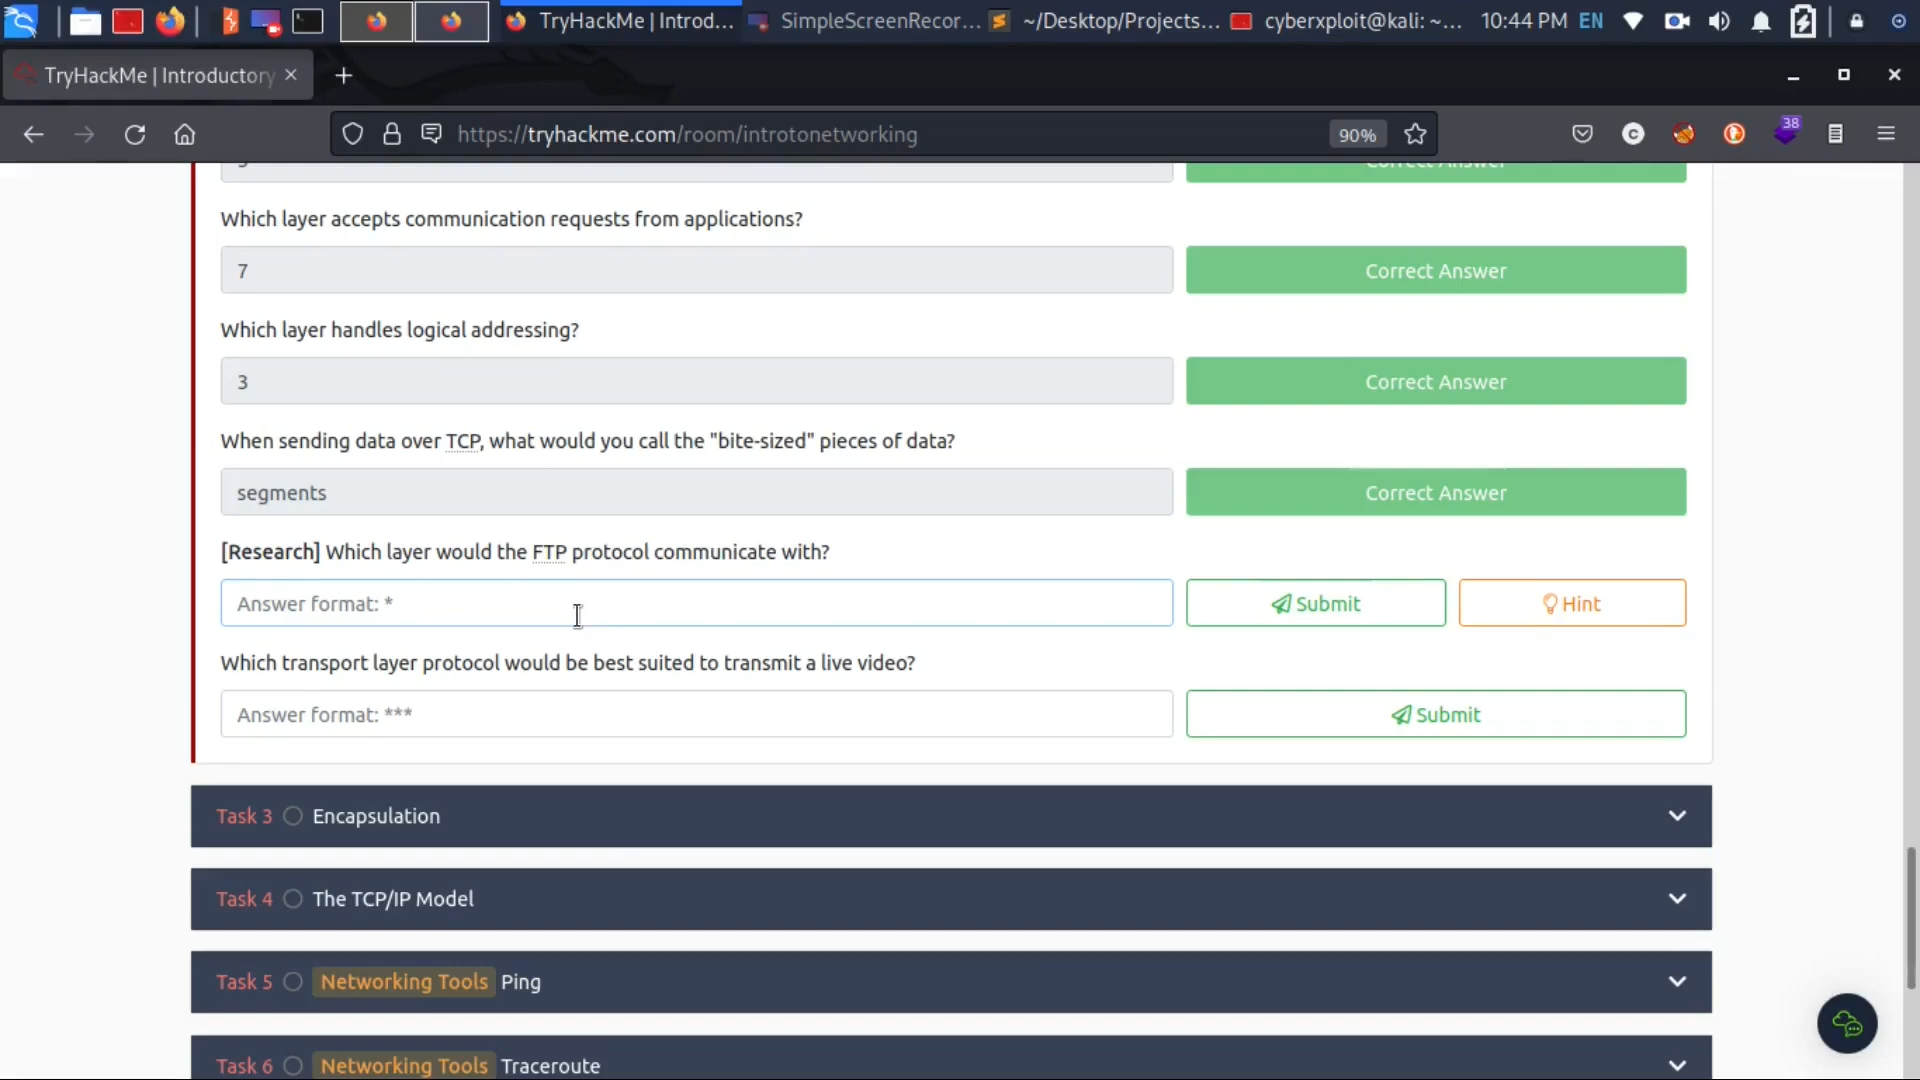 TryHackMe | Introd...
SimpleScreenRecor...
~/Desktop/Projects...
cyberxploit@kali: ~...
10:44 PM
EN
TryHackMe | Introductory
https://tryhackme.com/room/introtonetworking
90%
38
Correct Answer
Which layer accepts communication requests from applications?
7
Correct Answer
Which layer handles logical addressing?
3
Correct Answer
When sending data over TCP, what would you call the "bite-sized" pieces of data?
segments
Correct Answer
[Research] Which layer would the FTP protocol communicate with?
Answer format: *
Submit
Hint
Which transport layer protocol would be best suited to transmit a live video?
Answer format: ***
Submit
Task 3 Encapsulation
Task 4 The TCP/IP Model
Task 5 Networking Tools Ping
Task 6 Networking Tools Traceroute